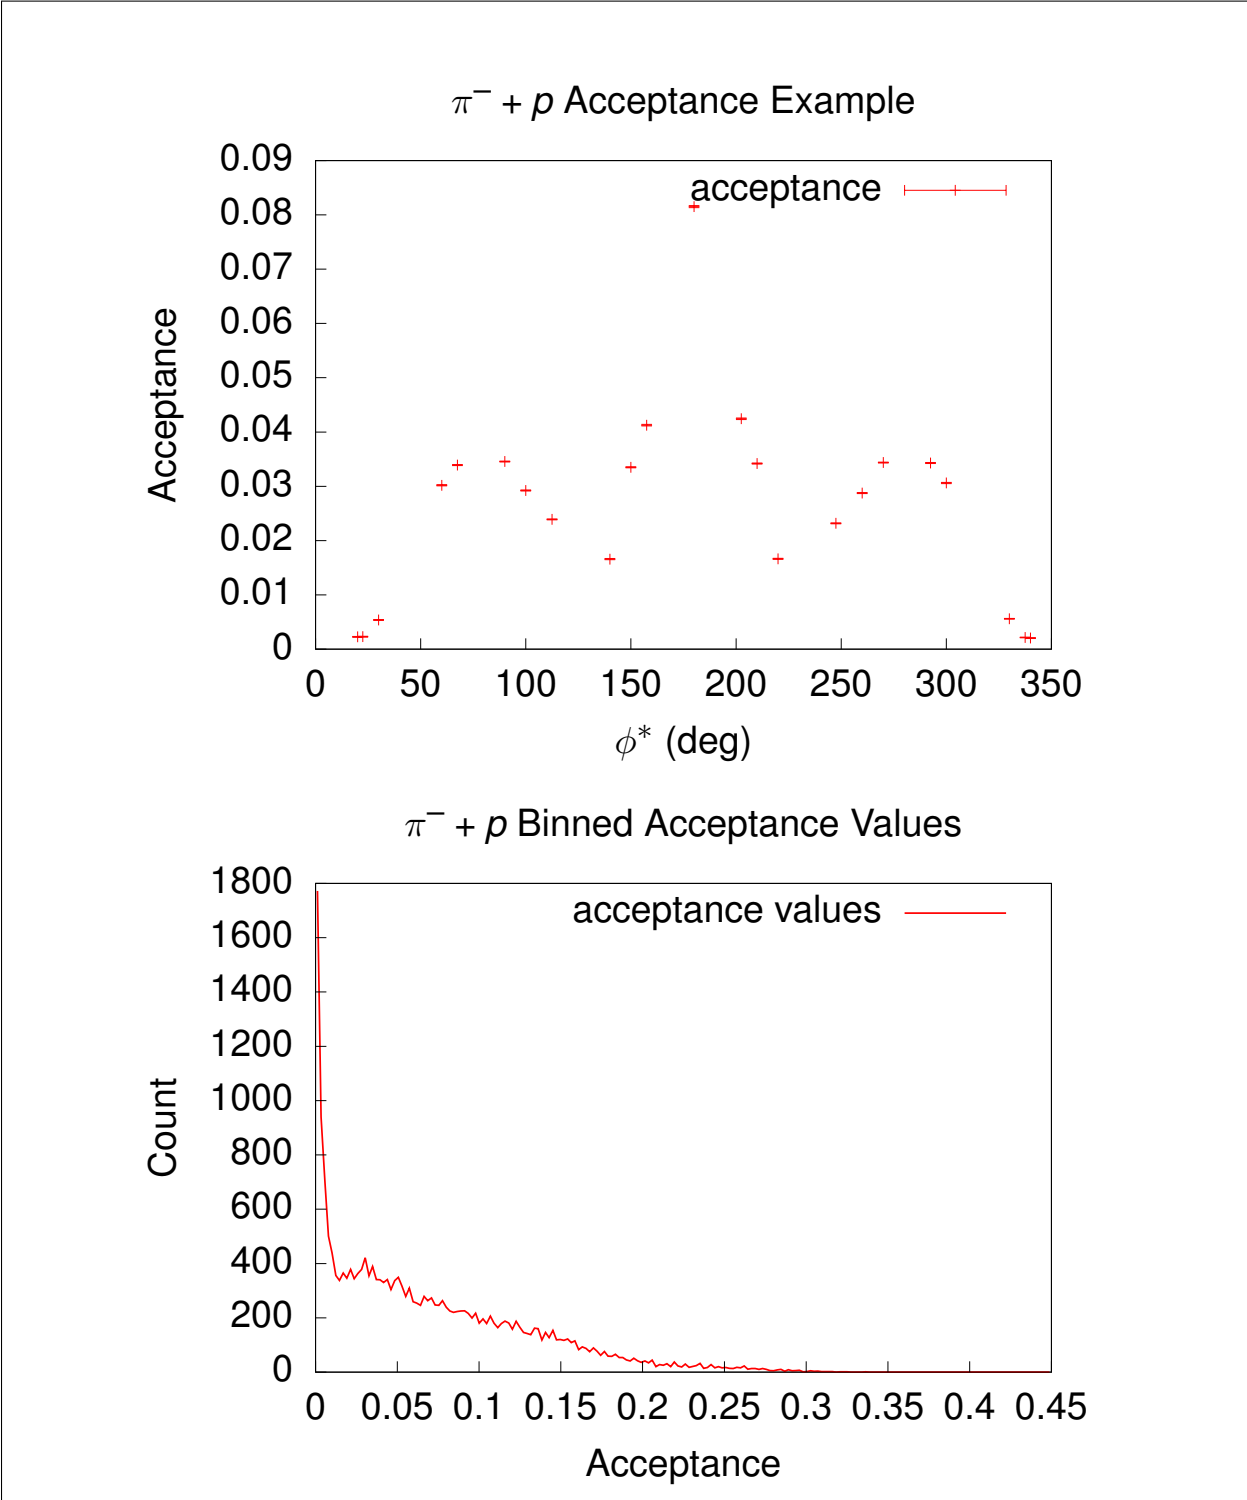 π⁻ + p Acceptance Example
0.09
0.08
0.07
0.06
0.05
0.04
0.03
0.02
0.01
0
Acceptance
acceptance
0 50 100 150 200 250 300 350
ϕ* (deg)
π⁻ + p Binned Acceptance Values
1800
1600
1400
1200
1000
800
600
400
200
0
Count
acceptance values
0 0.05 0.1 0.15 0.2 0.25 0.3 0.35 0.4 0.45
Acceptance